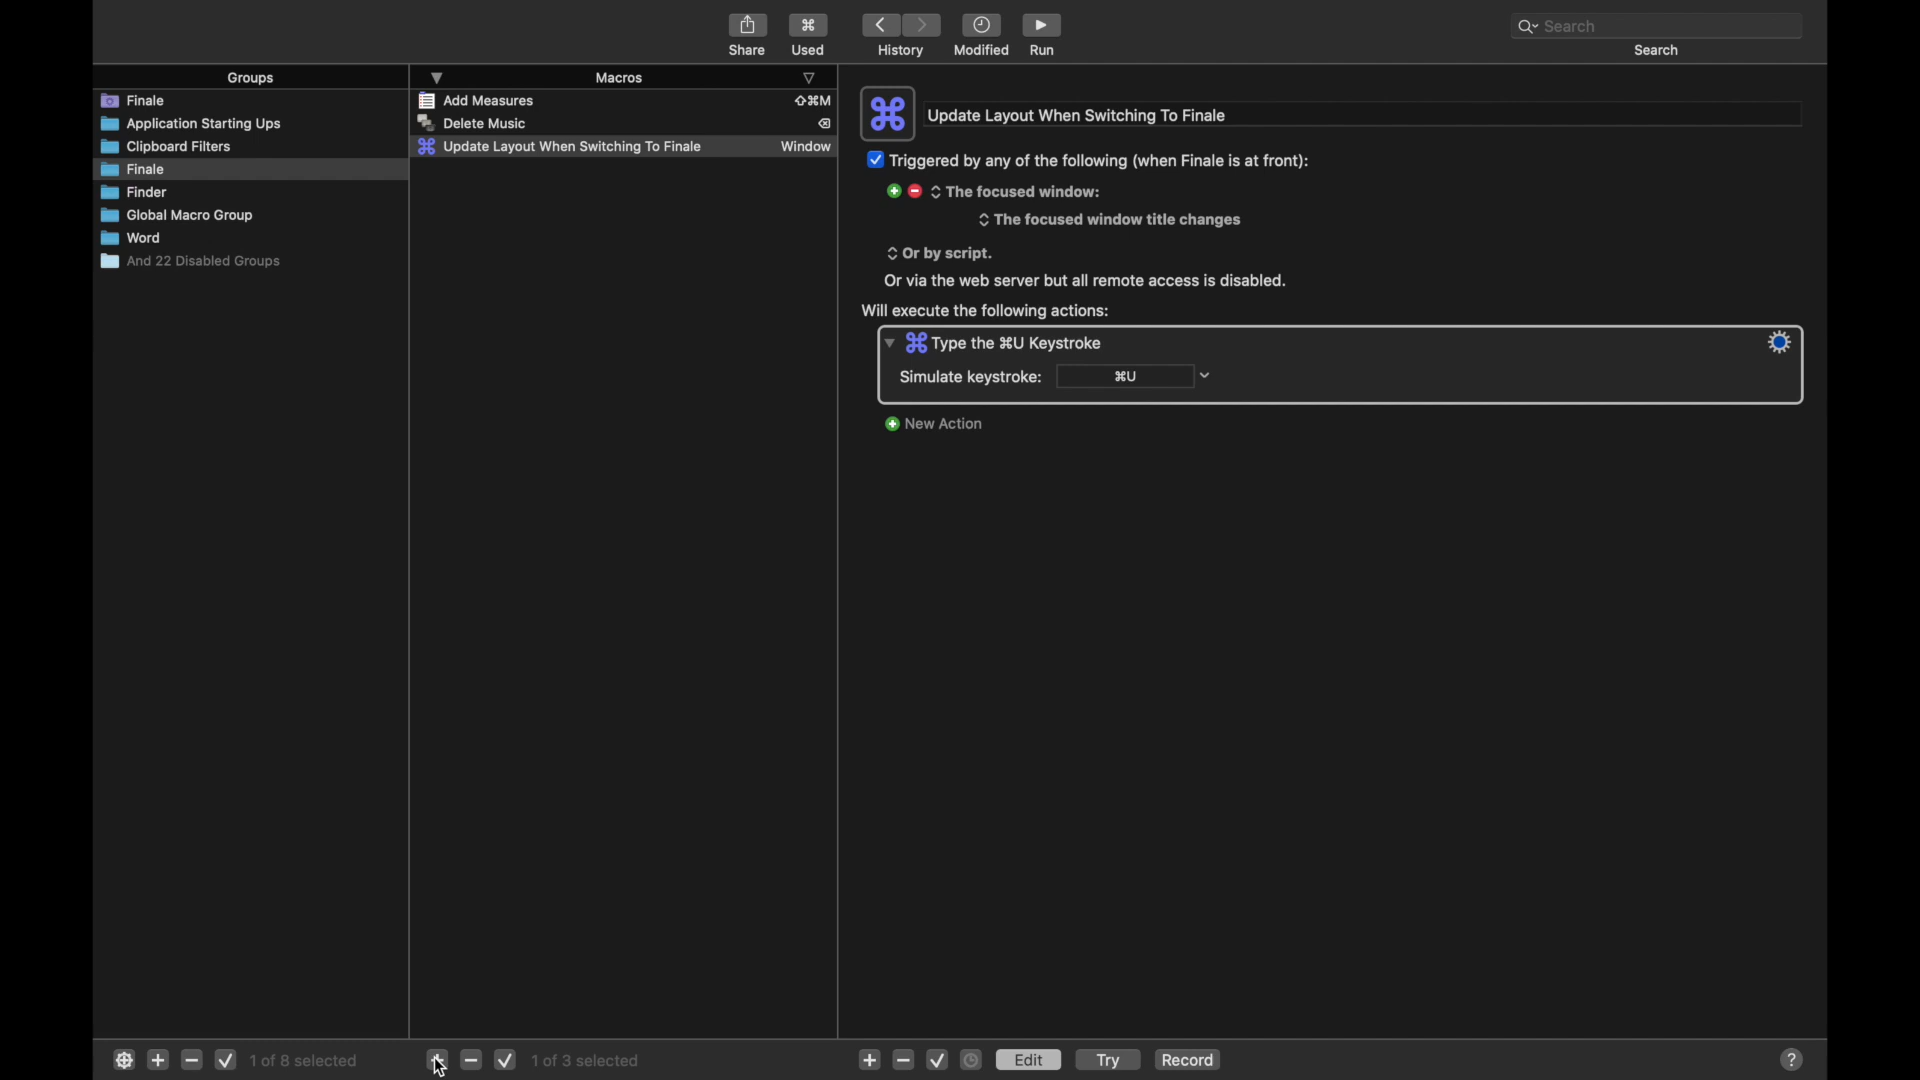 Share
Used
History
Modified
Run
Search
Search
Groups
Macros
Finale
Application Starting Ups
Clipboard Filters
Finale
Finder
Global Macro Group
Word
And 22 Disabled Groups
Add Measures ⇧⌘M
Delete Music ⌫
Update Layout When Switching To Finale Window
Update Layout When Switching To Finale
Triggered by any of the following (when Finale is at front):
The focused window:
The focused window title changes
Or by script.
Or via the web server but all remote access is disabled.
Will execute the following actions:
Type the ⌘U Keystroke
Simulate keystroke: ⌘U
New Action
1 of 8 selected
1 of 3 selected
Edit
Try
Record
?